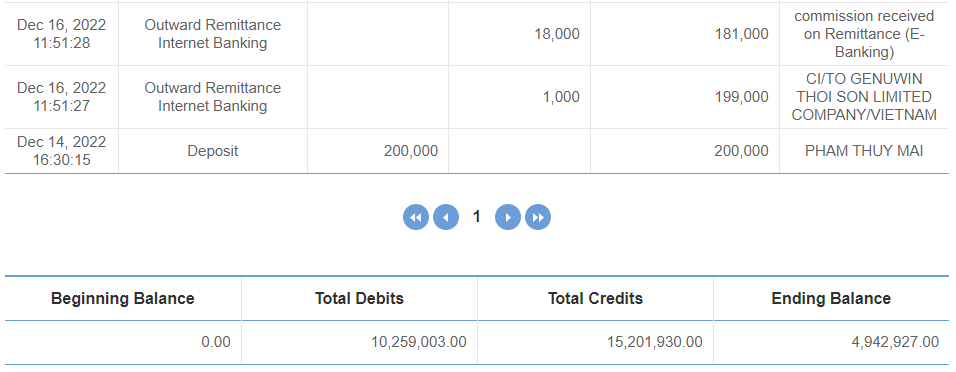 Dec 16, 2022
11:51:28
Outward Remittance
Internet Banking
18,000
181,000
commission received
on Remittance (E-
Banking)
Dec 16, 2022
11:51:27
Outward Remittance
Internet Banking
1,000
199,000
CI/TO GENUWIN
THOI SON LIMITED
COMPANY/VIETNAM
Dec 14, 2022
16:30:15
Deposit
200,000
200,000
PHAM THUY MAI
1
Beginning Balance
Total Debits
Total Credits
Ending Balance
0.00
10,259,003.00
15,201,930.00
4,942,927.00